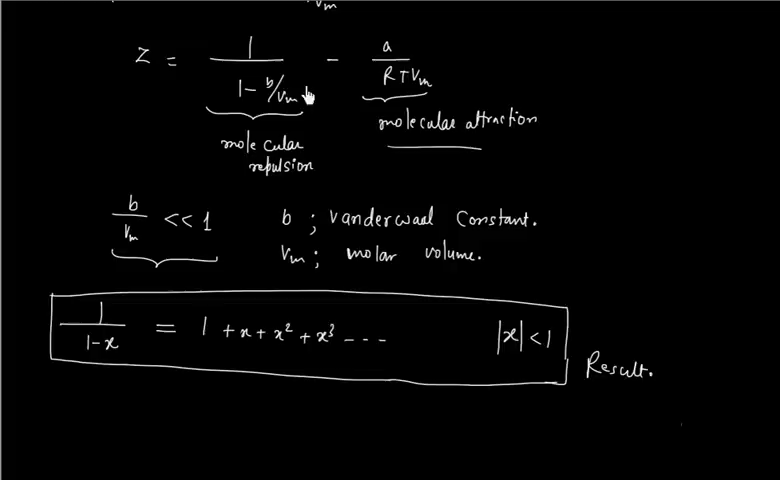 Vm
Z = 1 / (1 - b/Vm) - a / (RTVm)
molecular repulsion
molecular attraction
b/Vm << 1
b ; Vanderwaal Constant.
Vm ; molar volume.
1 / (1-x) = 1 + x + x² + x³ - - - |x| < 1
Result.